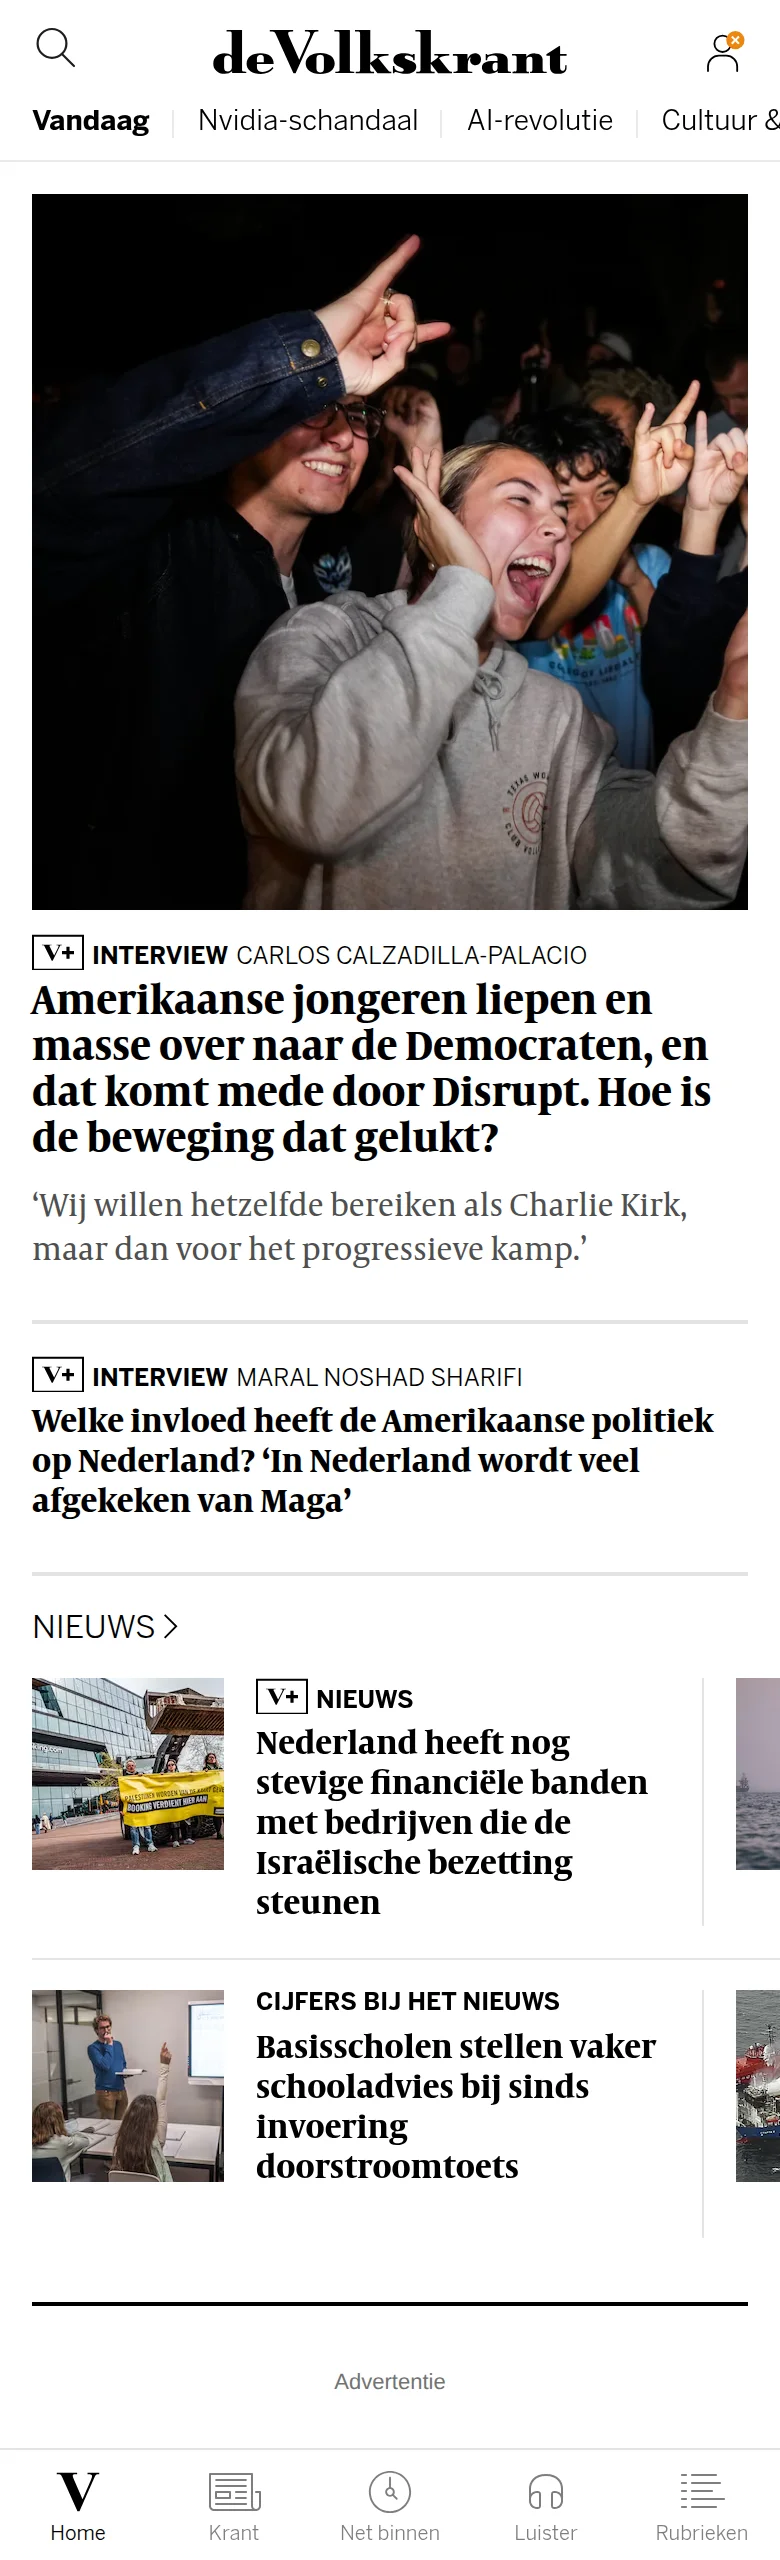 deVolkskrant
Vandaag
Nvidia-schandaal
AI-revolutie
Cultuur &
V+ INTERVIEW CARLOS CALZADILLA-PALACIO
Amerikaanse jongeren liepen en
masse over naar de Democraten, en
dat komt mede door Disrupt. Hoe is
de beweging dat gelukt?
‘Wij willen hetzelfde bereiken als Charlie Kirk,
maar dan voor het progressieve kamp.’
V+ INTERVIEW MARAL NOSHAD SHARIFI
Welke invloed heeft de Amerikaanse politiek
op Nederland? ‘In Nederland wordt veel
afgekeken van Maga’
NIEUWS
V+ NIEUWS
Nederland heeft nog
stevige financiële banden
met bedrijven die de
Israëlische bezetting
steunen
BOOKING VERDIENT HIER AAN
CIJFERS BIJ HET NIEUWS
Basisscholen stellen vaker
schooladvies bij sinds
invoering
doorstroomtoets
Advertentie
V
Home
Krant
Net binnen
Luister
Rubrieken